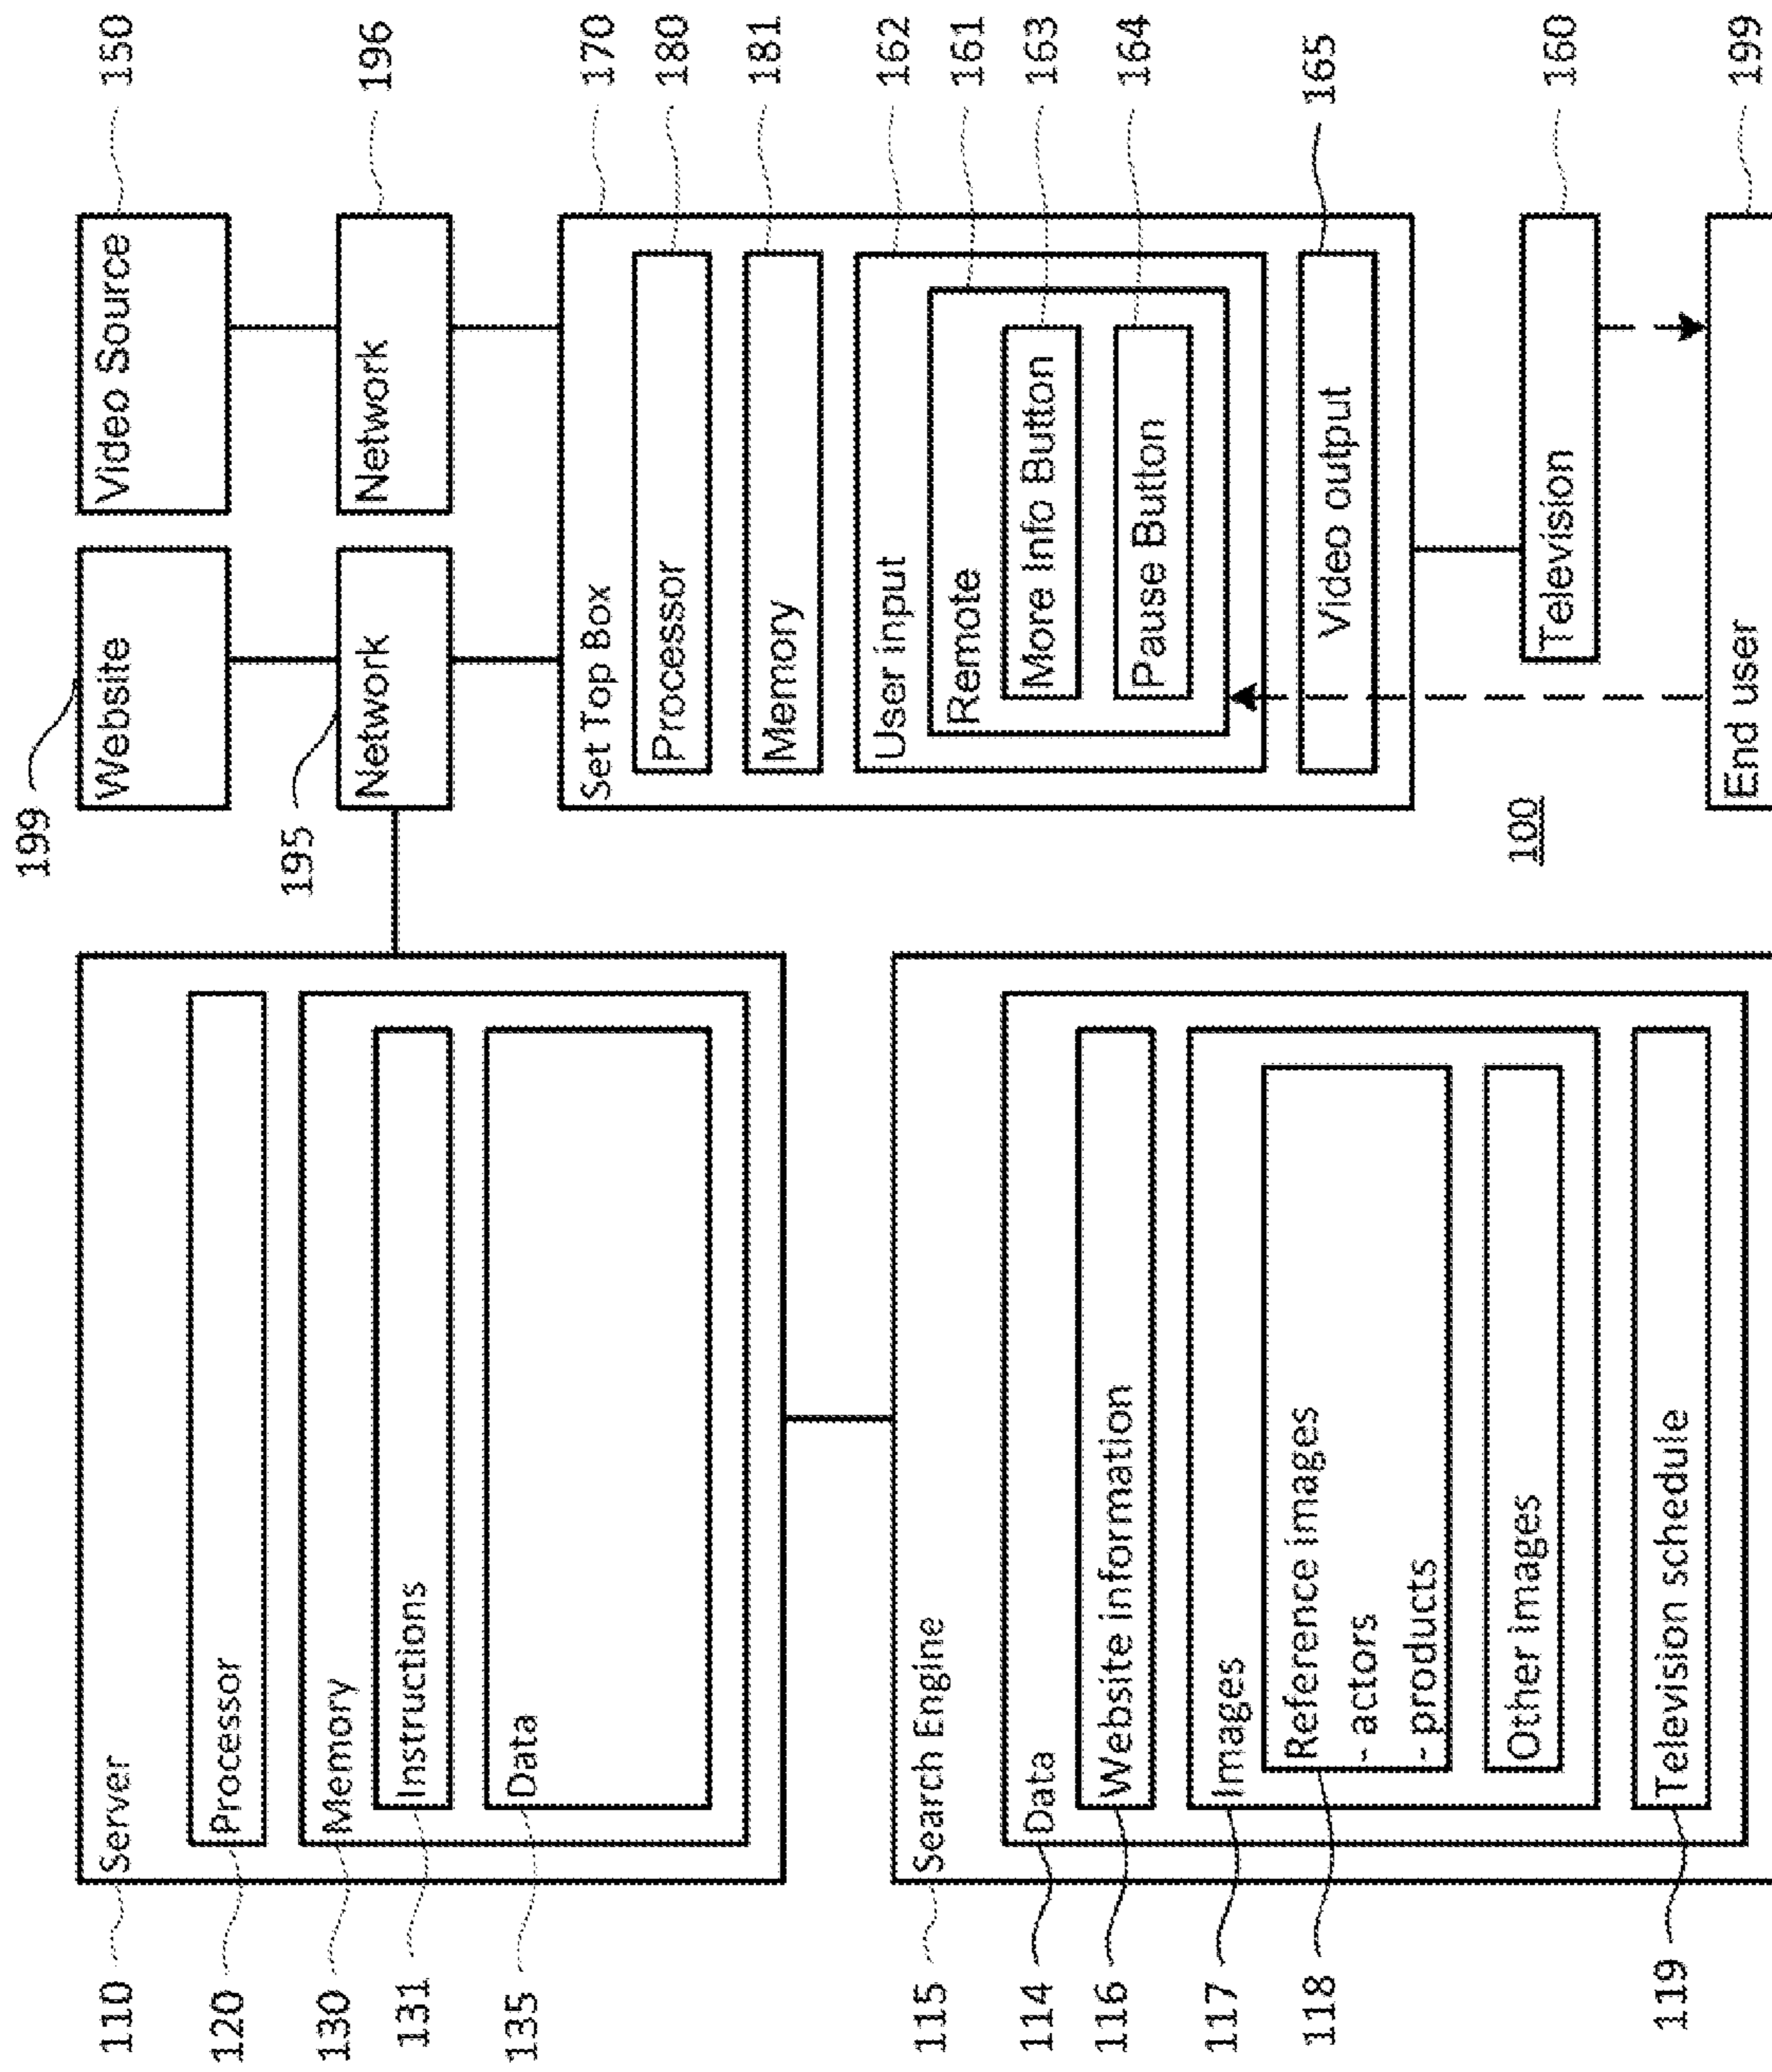 110
Server
120
Processor
130
Memory
131
Instructions
135
Data
115
Search Engine
114
Data
116
Website information
117
Images
118
Reference images
- actors
- products
Other images
119
Television schedule
199
Website
Video Source
150
195
Network
Network
196
Set Top Box
170
Processor
180
Memory
181
User input
162
Remote
161
More Info Button
163
Pause Button
164
Video output
165
Television
160
100
End user
199